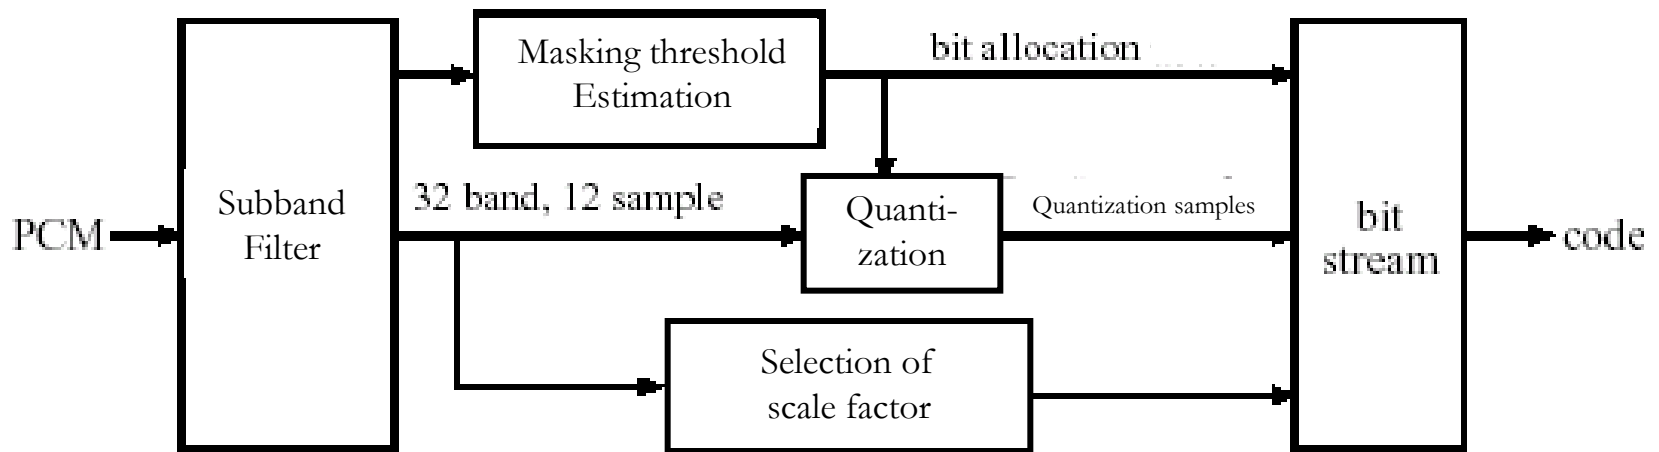 PCM
Subband
Filter
Masking threshold
Estimation
bit allocation
32 band, 12 sample
Quanti-
zation
Quantization samples
Selection of
scale factor
bit
stream
code